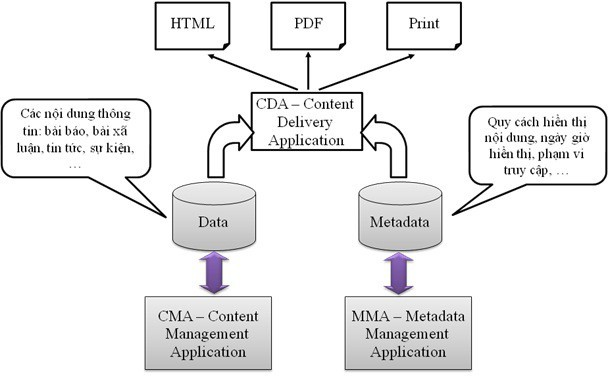 HTML
PDF
Print
CDA – Content
Delivery
Application
Các nội dung thông
tin: bài báo, bài xã
luận, tin tức, sự kiện,
…
Quy cách hiển thị
nội dung, ngày giờ
hiển thị, phạm vi
truy cập, …
Data
Metadata
CMA – Content
Management
Application
MMA – Metadata
Management
Application